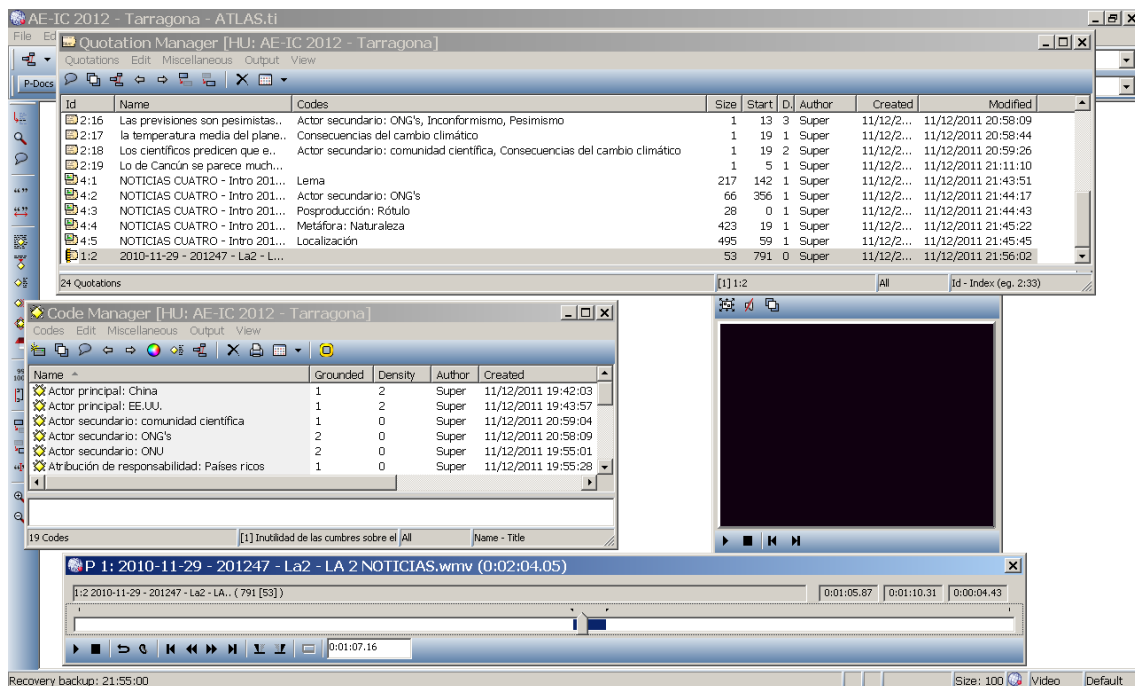 AE-IC 2012 - Tarragona - ATLAS.ti
File Ed
Quotation Manager [HU: AE-IC 2012 - Tarragona]
Quotations Edit Miscellaneous Output View
P-Docs
Id Name Codes Size Start D. Author Created Modified
2:16 Las previsiones son pesimistas.. Actor secundario: ONG's, Inconformismo, Pesimismo 1 13 3 Super 11/12/2... 11/12/2011 20:58:09
2:17 la temperatura media del plane.. Consecuencias del cambio climático 1 19 1 Super 11/12/2... 11/12/2011 20:58:44
2:18 Los científicos predicen que e.. Actor secundario: comunidad científica, Consecuencias del cambio climático 1 19 2 Super 11/12/2... 11/12/2011 20:59:26
2:19 Lo de Cancún se parece much... 1 5 1 Super 11/12/2... 11/12/2011 21:11:10
4:1 NOTICIAS CUATRO - Intro 201... Lema 217 142 1 Super 11/12/2... 11/12/2011 21:43:51
4:2 NOTICIAS CUATRO - Intro 201... Actor secundario: ONG's 66 356 1 Super 11/12/2... 11/12/2011 21:44:17
4:3 NOTICIAS CUATRO - Intro 201... Posproducción: Rótulo 28 0 1 Super 11/12/2... 11/12/2011 21:44:43
4:4 NOTICIAS CUATRO - Intro 201... Metáfora: Naturaleza 423 19 1 Super 11/12/2... 11/12/2011 21:45:22
4:5 NOTICIAS CUATRO - Intro 201... Localización 495 59 1 Super 11/12/2... 11/12/2011 21:45:45
1:2 2010-11-29 - 201247 - La2 - L... 53 791 0 Super 11/12/2... 11/12/2011 21:56:02
24 Quotations [1] 1:2 All Id - Index (eg. 2:33)
Code Manager [HU: AE-IC 2012 - Tarragona]
Codes Edit Miscellaneous Output View
Name Grounded Density Author Created
Actor principal: China 1 2 Super 11/12/2011 19:42:03
Actor principal: EE.UU. 1 2 Super 11/12/2011 19:43:57
Actor secundario: comunidad científica 1 0 Super 11/12/2011 20:59:04
Actor secundario: ONG's 2 0 Super 11/12/2011 20:58:09
Actor secundario: ONU 2 0 Super 11/12/2011 19:55:01
Atribución de responsabilidad: Países ricos 1 0 Super 11/12/2011 19:55:28
19 Codes [1] Inutilidad de las cumbres sobre el All Name - Title
P 1: 2010-11-29 - 201247 - La2 - LA 2 NOTICIAS.wmv (0:02:04.05)
1:2 2010-11-29 - 201247 - La2 - LA.. ( 791 [53] ) 0:01:05.87 0:01:10.31 0:00:04.43
0:01:07.16
Recovery backup: 21:55:00 Size: 100 Video Default